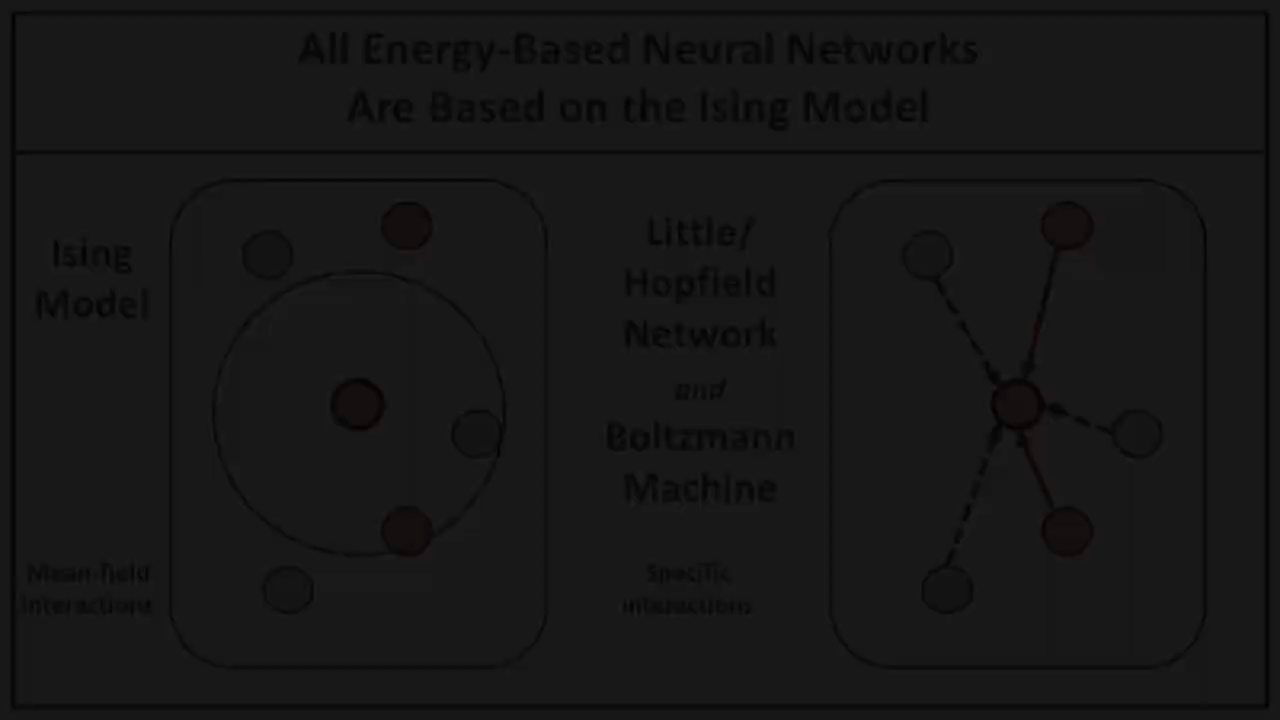 All Energy-Based Neural Networks
Are Based on the Ising Model
Ising
Model
Mean-field
interactions
Little/
Hopfield
Network
and
Boltzmann
Machine
Specific
interactions